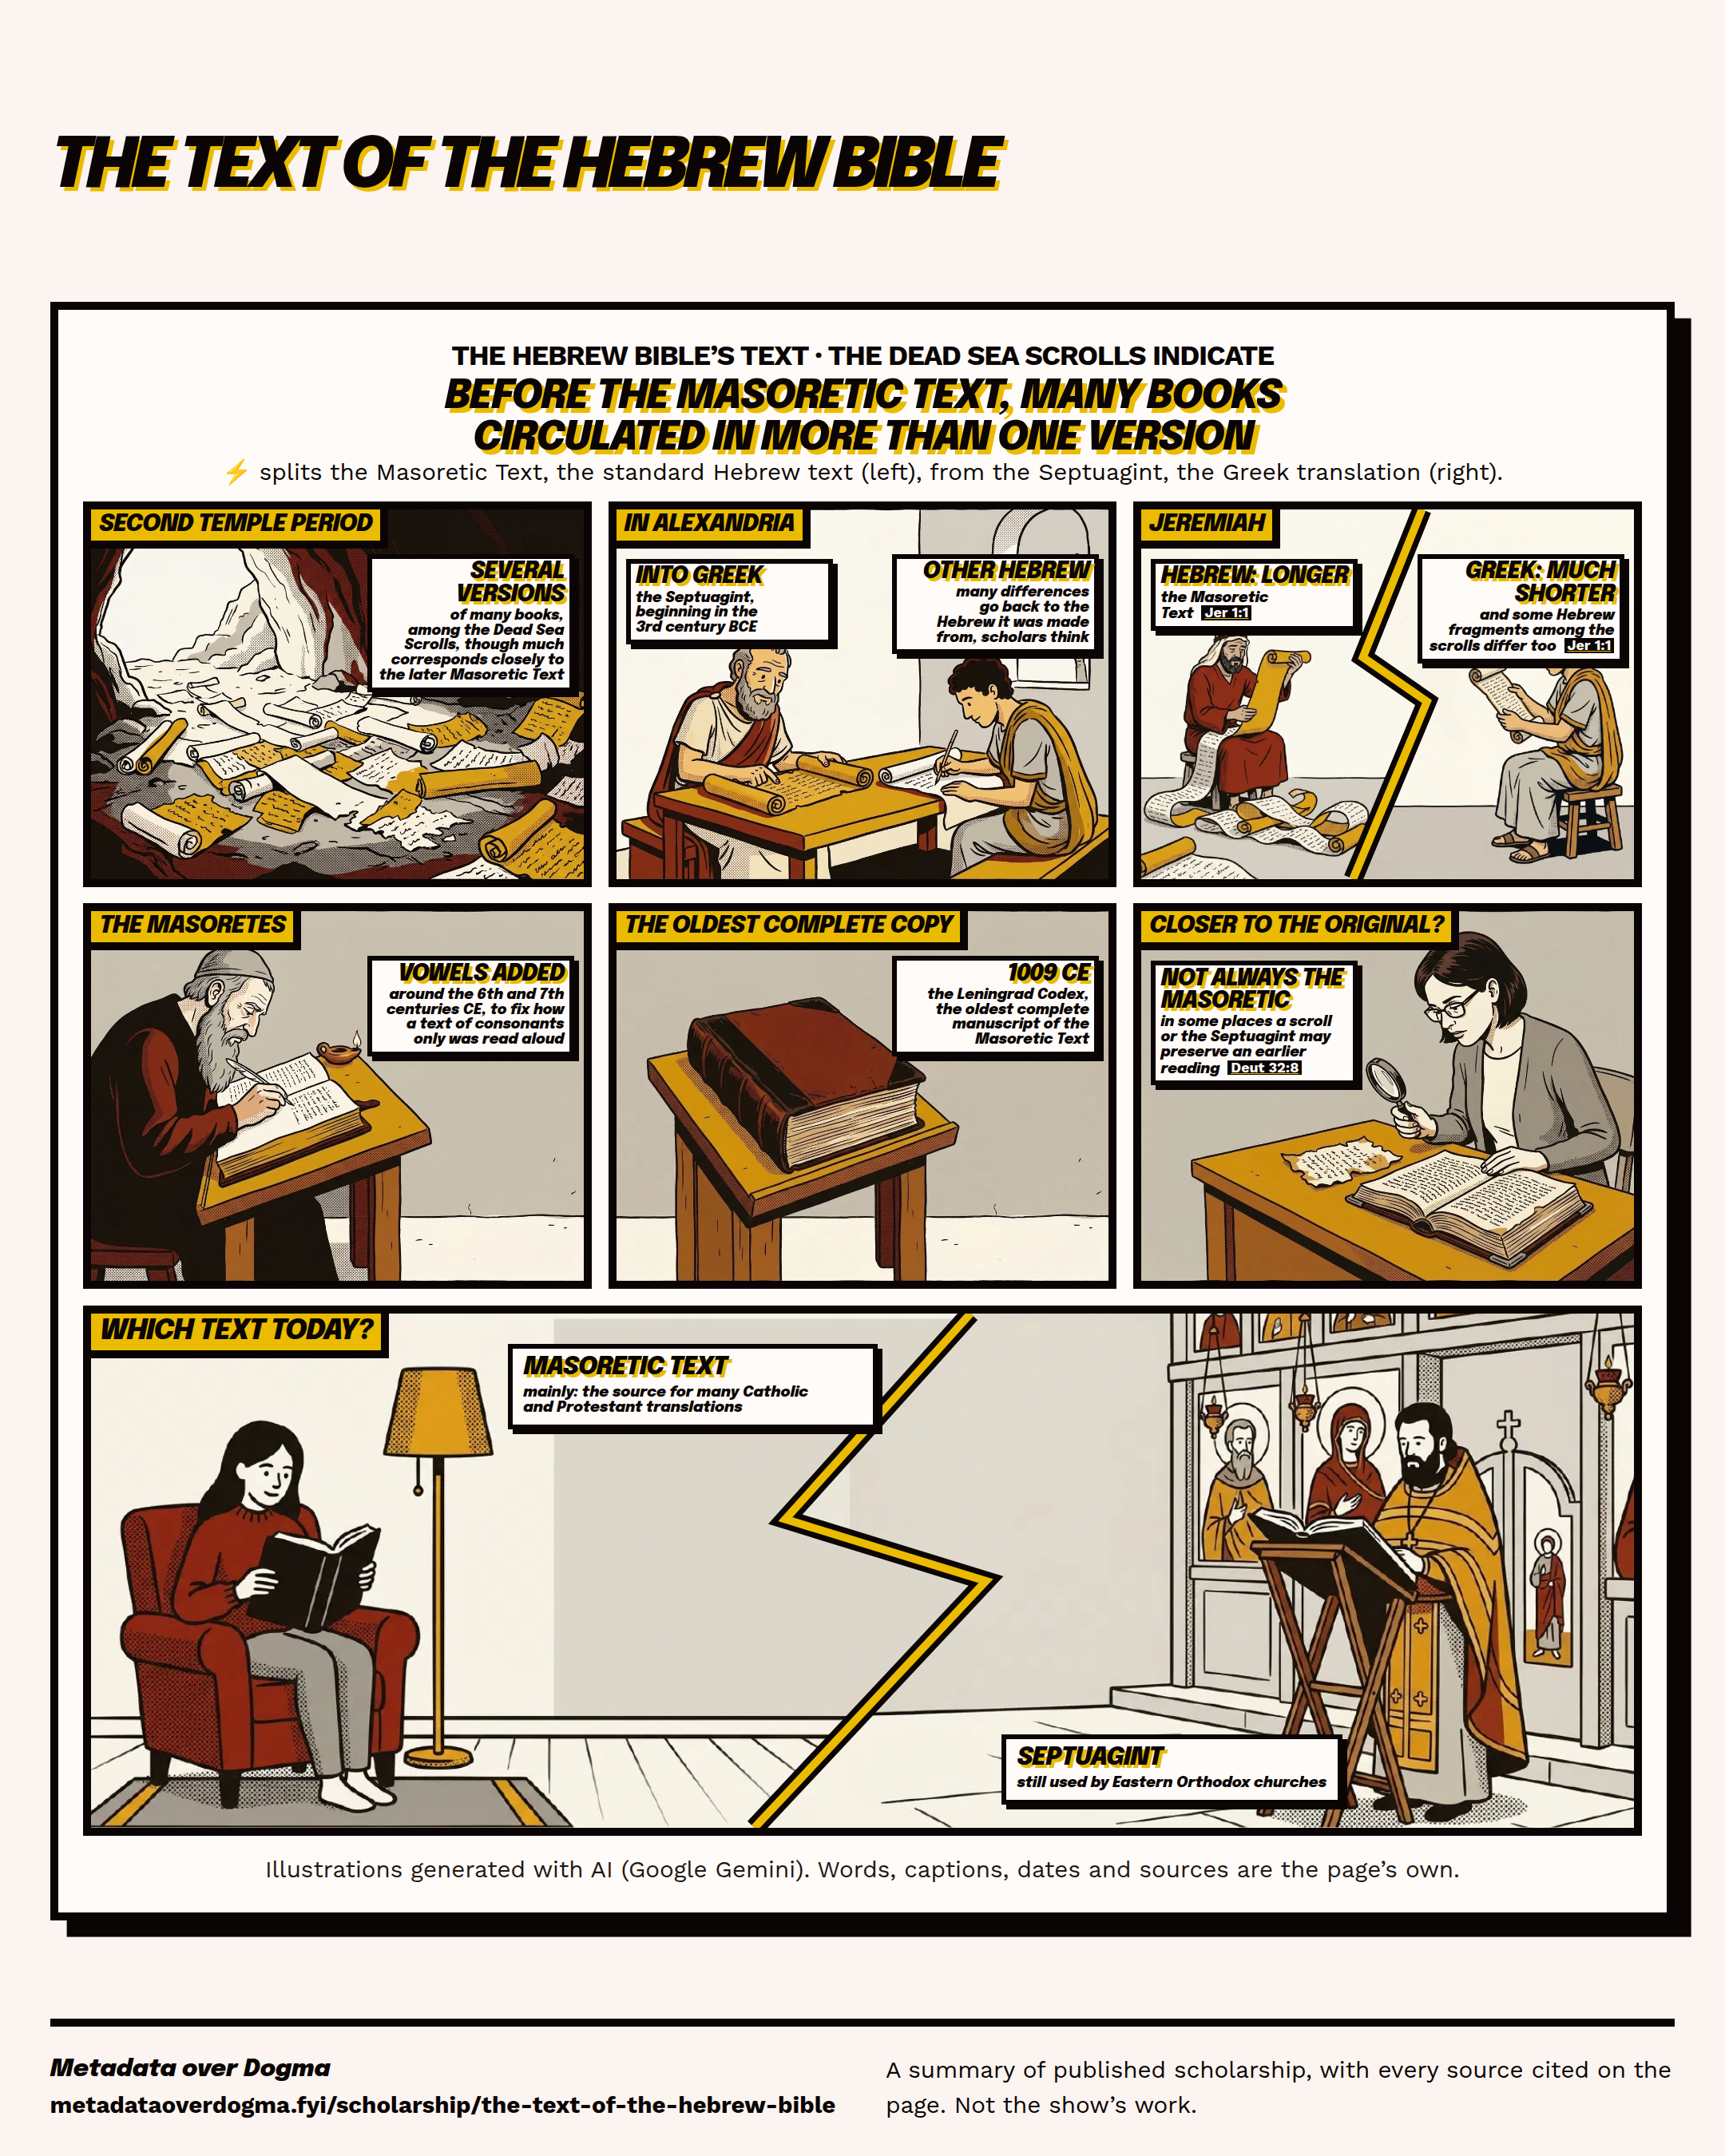 THE TEXT OF THE HEBREW BIBLE
THE HEBREW BIBLE’S TEXT · THE DEAD SEA SCROLLS INDICATE
BEFORE THE MASORETIC TEXT, MANY BOOKS
CIRCULATED IN MORE THAN ONE VERSION
⚡ splits the Masoretic Text, the standard Hebrew text (left), from the Septuagint, the Greek translation (right).
SECOND TEMPLE PERIOD
SEVERAL
VERSIONS
of many books,
among the Dead Sea
Scrolls, though much
corresponds closely to
the later Masoretic Text
IN ALEXANDRIA
INTO GREEK
the Septuagint,
beginning in the
3rd century BCE
OTHER HEBREW
many differences
go back to the
Hebrew it was made
from, scholars think
JEREMIAH
HEBREW: LONGER
the Masoretic
Text Jer 1:1
GREEK: MUCH
SHORTER
and some Hebrew
fragments among the
scrolls differ too Jer 1:1
THE MASORETES
VOWELS ADDED
around the 6th and 7th
centuries CE, to fix how
a text of consonants
only was read aloud
THE OLDEST COMPLETE COPY
1009 CE
the Leningrad Codex,
the oldest complete
manuscript of the
Masoretic Text
CLOSER TO THE ORIGINAL?
NOT ALWAYS THE
MASORETIC
in some places a scroll
or the Septuagint may
preserve an earlier
reading Deut 32:8
WHICH TEXT TODAY?
MASORETIC TEXT
mainly: the source for many Catholic
and Protestant translations
SEPTUAGINT
still used by Eastern Orthodox churches
Illustrations generated with AI (Google Gemini). Words, captions, dates and sources are the page’s own.
Metadata over Dogma
metadataoverdogma.fyi/scholarship/the-text-of-the-hebrew-bible
A summary of published scholarship, with every source cited on the
page. Not the show’s work.